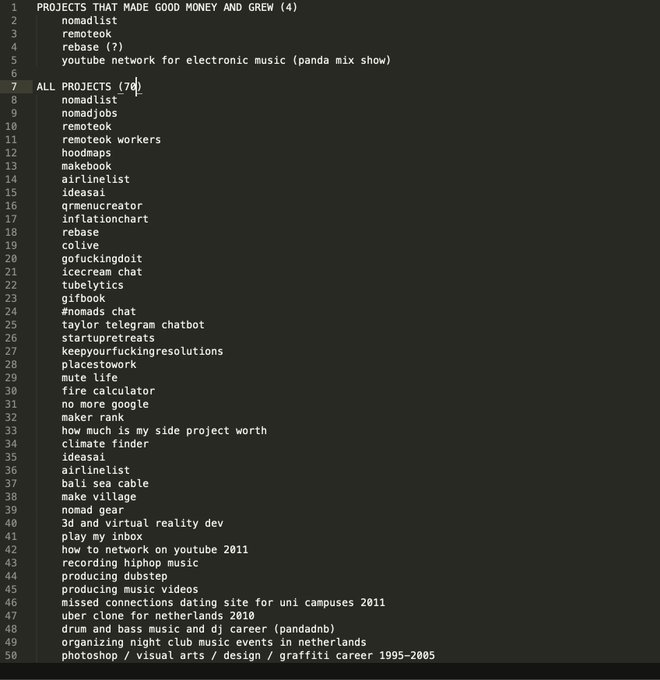 1 PROJECTS THAT MADE GOOD MONEY AND GREW (4)
2 nomadlist
3 remoteok
4 rebase (?)
5 youtube network for electronic music (panda mix show)
6
7 ALL PROJECTS (70)
8 nomadlist
9 nomadjobs
10 remoteok
11 remoteok workers
12 hoodmaps
13 makebook
14 airlinelist
15 ideasai
16 qrmenucreator
17 inflationchart
18 rebase
19 colive
20 gofuckingdoit
21 icecream chat
22 tubelytics
23 gifbook
24 #nomads chat
25 taylor telegram chatbot
26 startupretreats
27 keepyourfuckingresolutions
28 placestowork
29 mute life
30 fire calculator
31 no more google
32 maker rank
33 how much is my side project worth
34 climate finder
35 ideasai
36 airlinelist
37 bali sea cable
38 make village
39 nomad gear
40 3d and virtual reality dev
41 play my inbox
42 how to network on youtube 2011
43 recording hiphop music
44 producing dubstep
45 producing music videos
46 missed connections dating site for uni campuses 2011
47 uber clone for netherlands 2010
48 drum and bass music and dj career (pandadnb)
49 organizing night club music events in netherlands
50 photoshop / visual arts / design / graffiti career 1995-2005